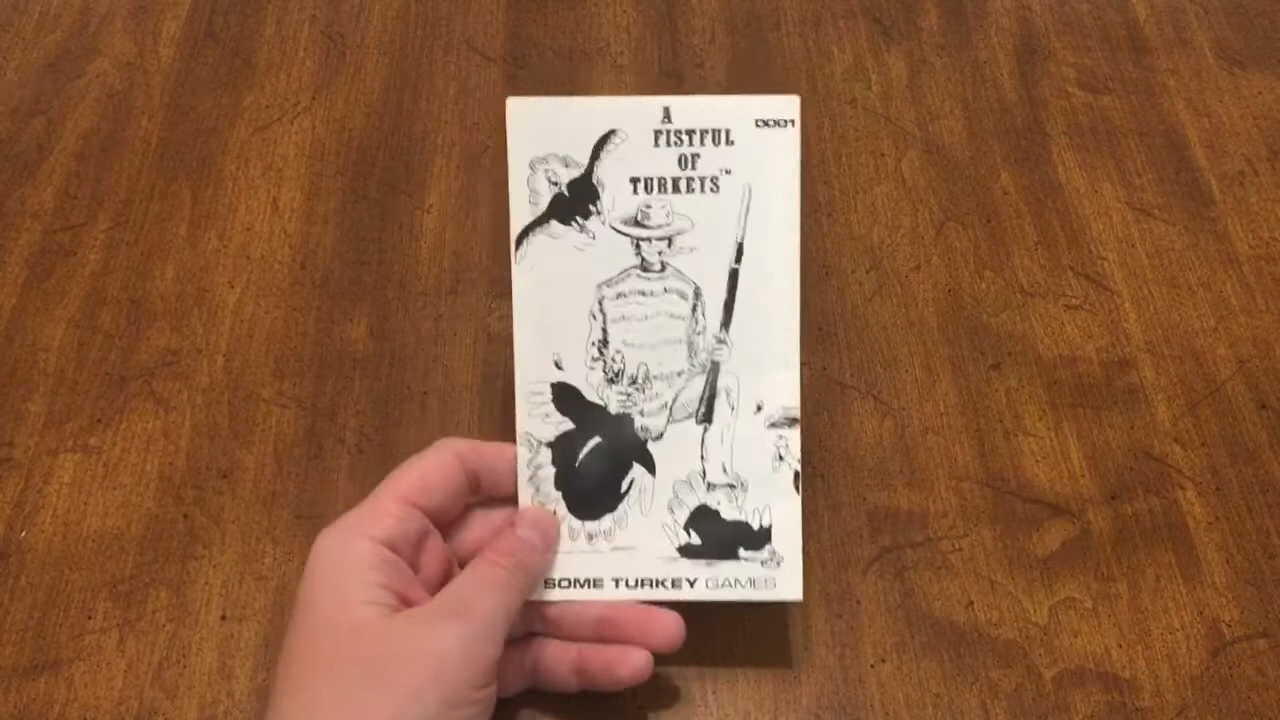 A
0001
FISTFUL
OF
TURKEYS™
SOME TURKEY GAMES